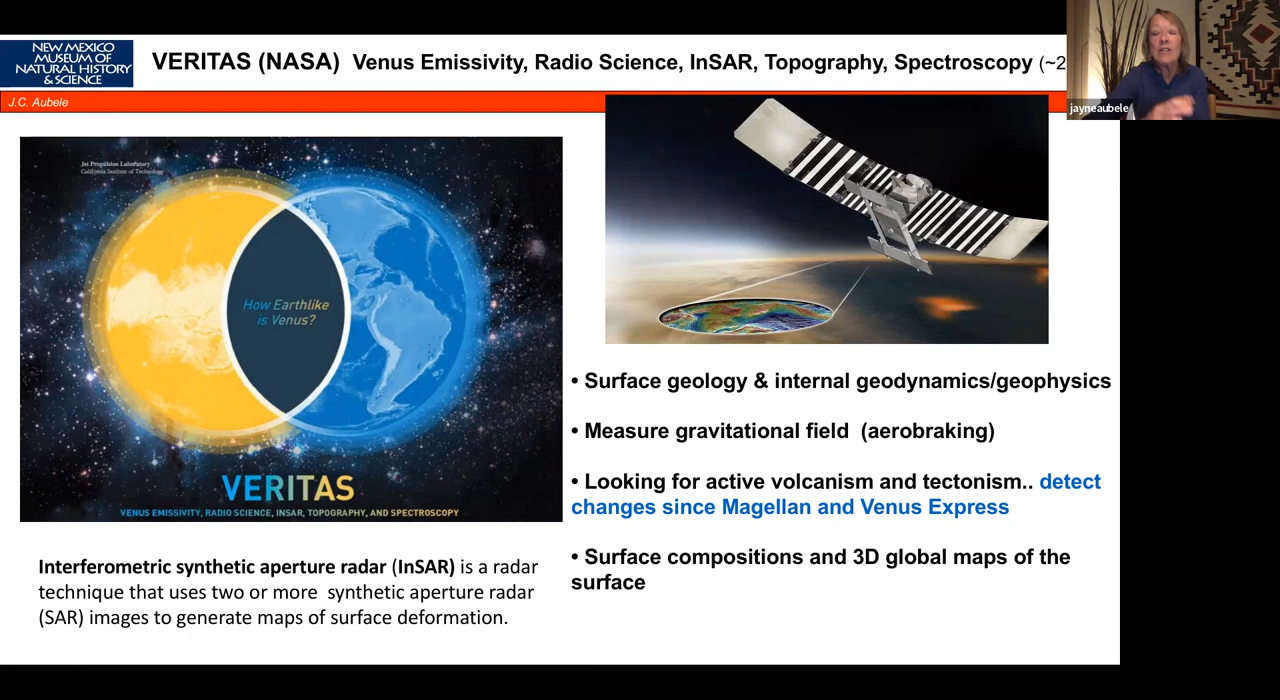 NEW MEXICO
MUSEUM OF
NATURAL HISTORY
& SCIENCE
VERITAS (NASA) Venus Emissivity, Radio Science, InSAR, Topography, Spectroscopy (~2
J.C. Aubele
jayneaubele
Jet Propulsion Laboratory
California Institute of Technology
How Earthlike
is Venus?
VERITAS
VENUS EMISSIVITY, RADIO SCIENCE, INSAR, TOPOGRAPHY, AND SPECTROSCOPY
Interferometric synthetic aperture radar (InSAR) is a radar
technique that uses two or more synthetic aperture radar
(SAR) images to generate maps of surface deformation.
• Surface geology & internal geodynamics/geophysics
• Measure gravitational field (aerobraking)
• Looking for active volcanism and tectonism.. detect
changes since Magellan and Venus Express
• Surface compositions and 3D global maps of the
surface